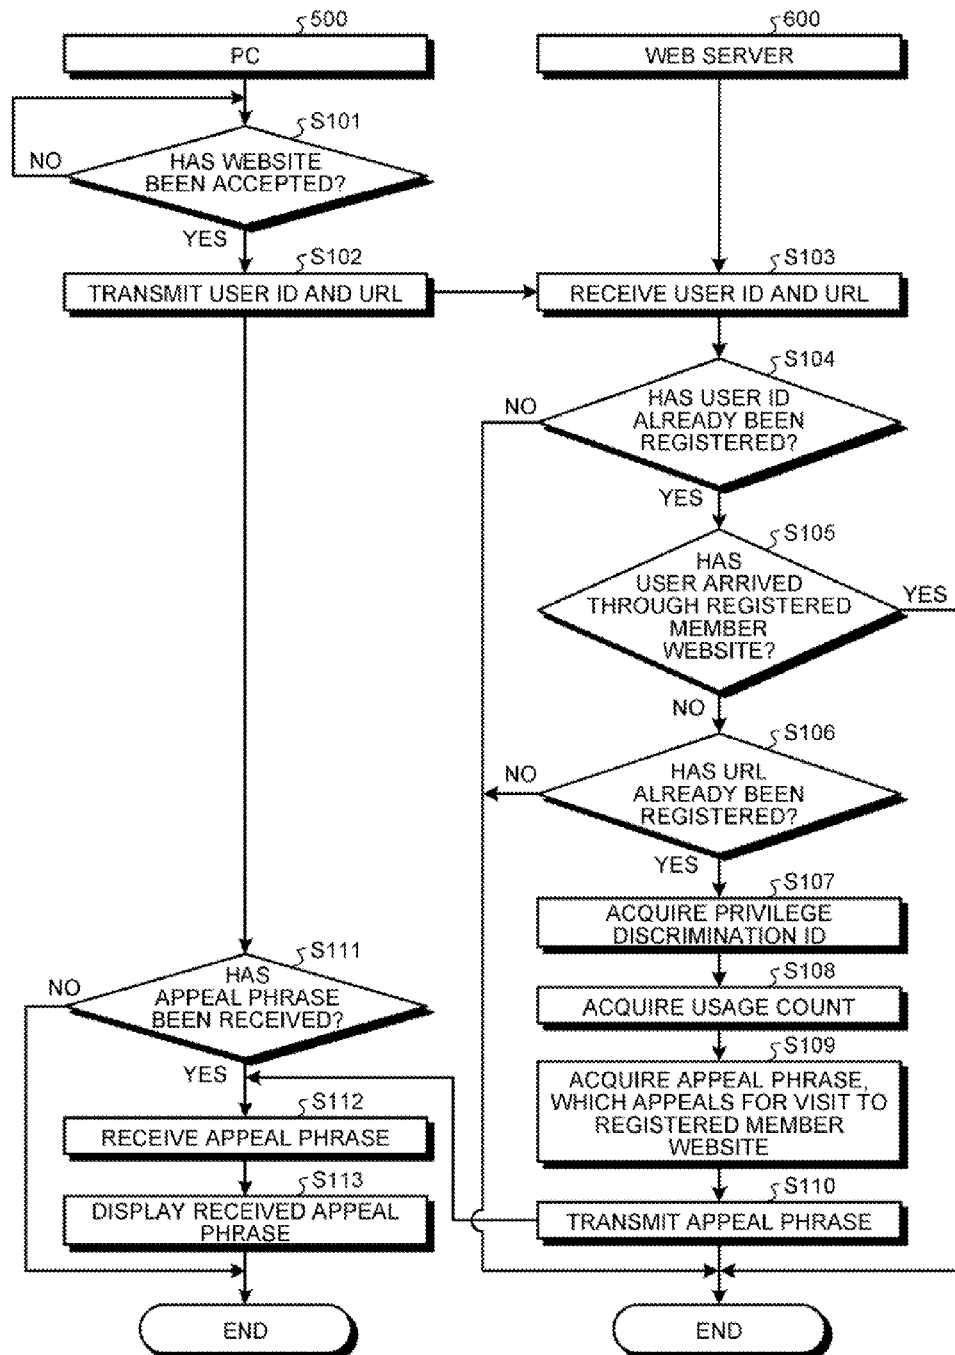 500
PC
600
WEB SERVER
S101
HAS WEBSITE
BEEN ACCEPTED?
NO
YES
S102
TRANSMIT USER ID AND URL
S103
RECEIVE USER ID AND URL
S104
HAS USER ID
ALREADY BEEN
REGISTERED?
NO
YES
S105
HAS
USER ARRIVED
THROUGH REGISTERED
MEMBER
WEBSITE?
YES
NO
S106
HAS URL
ALREADY BEEN
REGISTERED?
NO
YES
S107
ACQUIRE PRIVILEGE
DISCRIMINATION ID
S108
ACQUIRE USAGE COUNT
S109
ACQUIRE APPEAL PHRASE,
WHICH APPEALS FOR VISIT TO
REGISTERED MEMBER
WEBSITE
S110
TRANSMIT APPEAL PHRASE
S111
HAS
APPEAL PHRASE
BEEN RECEIVED?
NO
YES
S112
RECEIVE APPEAL PHRASE
S113
DISPLAY RECEIVED APPEAL
PHRASE
END
END